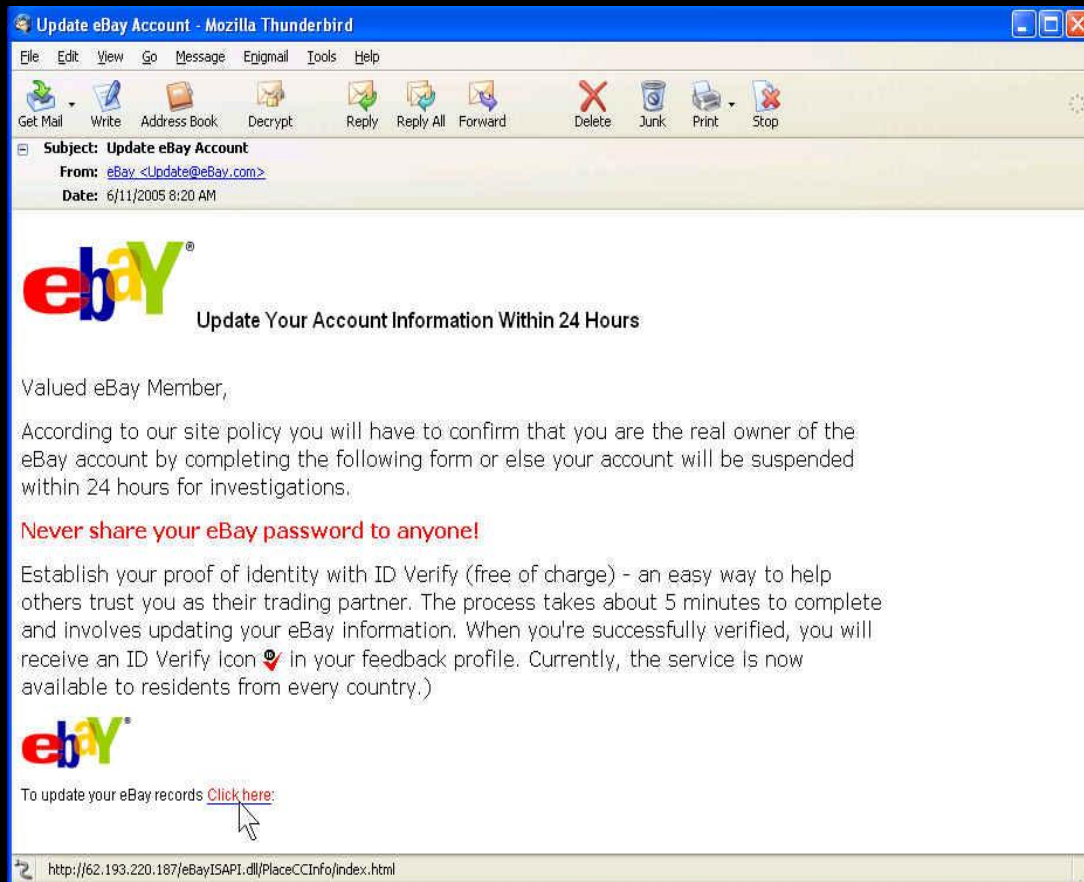 Update eBay Account - Mozilla Thunderbird
File Edit View Go Message Enigmail Tools Help
Get Mail Write Address Book Decrypt Reply Reply All Forward Delete Junk Print Stop
Subject: Update eBay Account
From: eBay <Update@eBay.com>
Date: 6/11/2005 8:20 AM
ebaY®
Update Your Account Information Within 24 Hours
Valued eBay Member,
According to our site policy you will have to confirm that you are the real owner of the
eBay account by completing the following form or else your account will be suspended
within 24 hours for investigations.
Never share your eBay password to anyone!
Establish your proof of identity with ID Verify (free of charge) - an easy way to help
others trust you as their trading partner. The process takes about 5 minutes to complete
and involves updating your eBay information. When you're successfully verified, you will
receive an ID Verify icon ID in your feedback profile. Currently, the service is now
available to residents from every country.)
ebaY®
To update your eBay records Click here:
http://62.193.220.187/eBayISAPI.dll/PlaceCCInfo/index.html